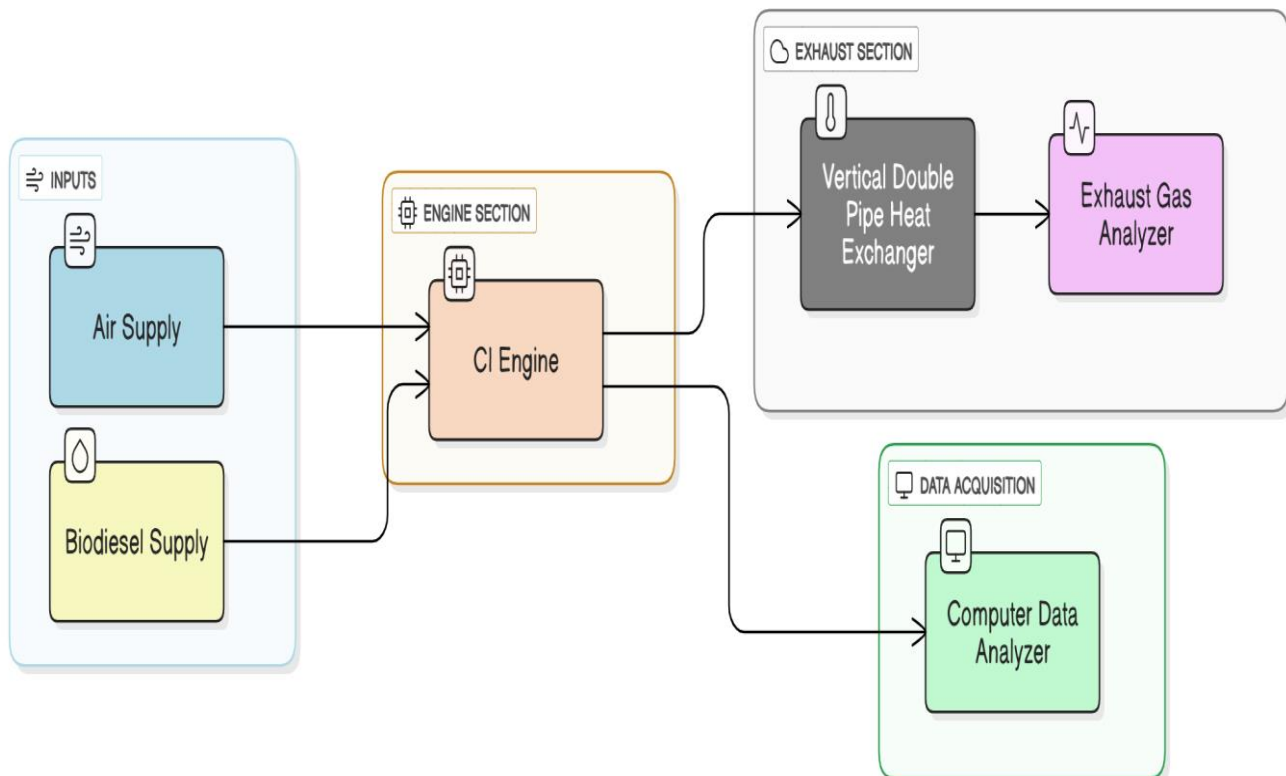 INPUTS
Air Supply
Biodiesel Supply
ENGINE SECTION
CI Engine
EXHAUST SECTION
Vertical Double
Pipe Heat
Exchanger
Exhaust Gas
Analyzer
DATA ACQUISITION
Computer Data
Analyzer